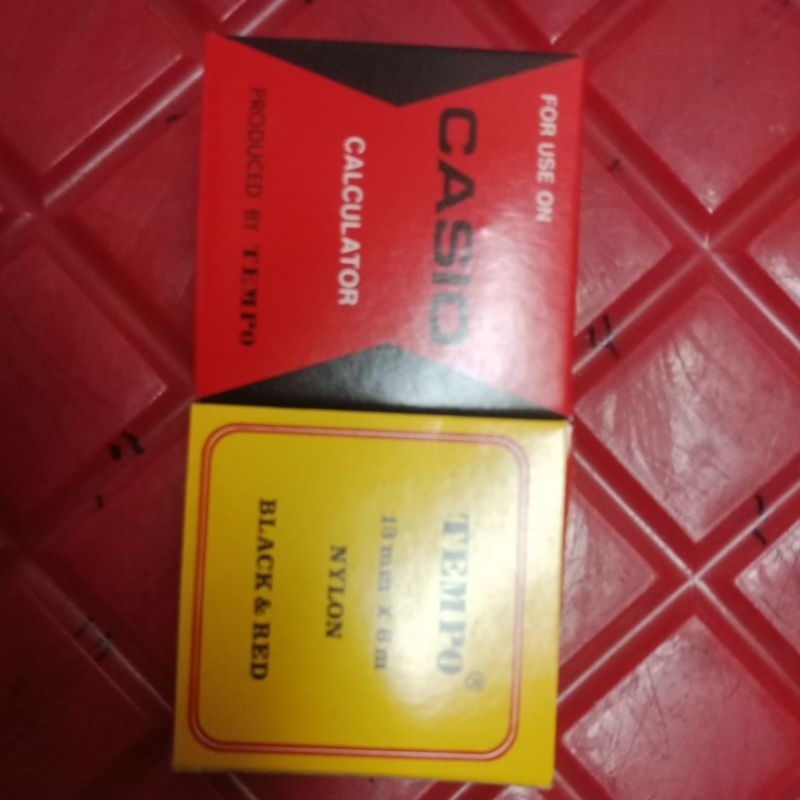 FOR USE ON
CASIO
CALCULATOR
PRODUCED BY TEMPO
TEMPO®
13 mm X 6 m
NYLON
BLACK & RED